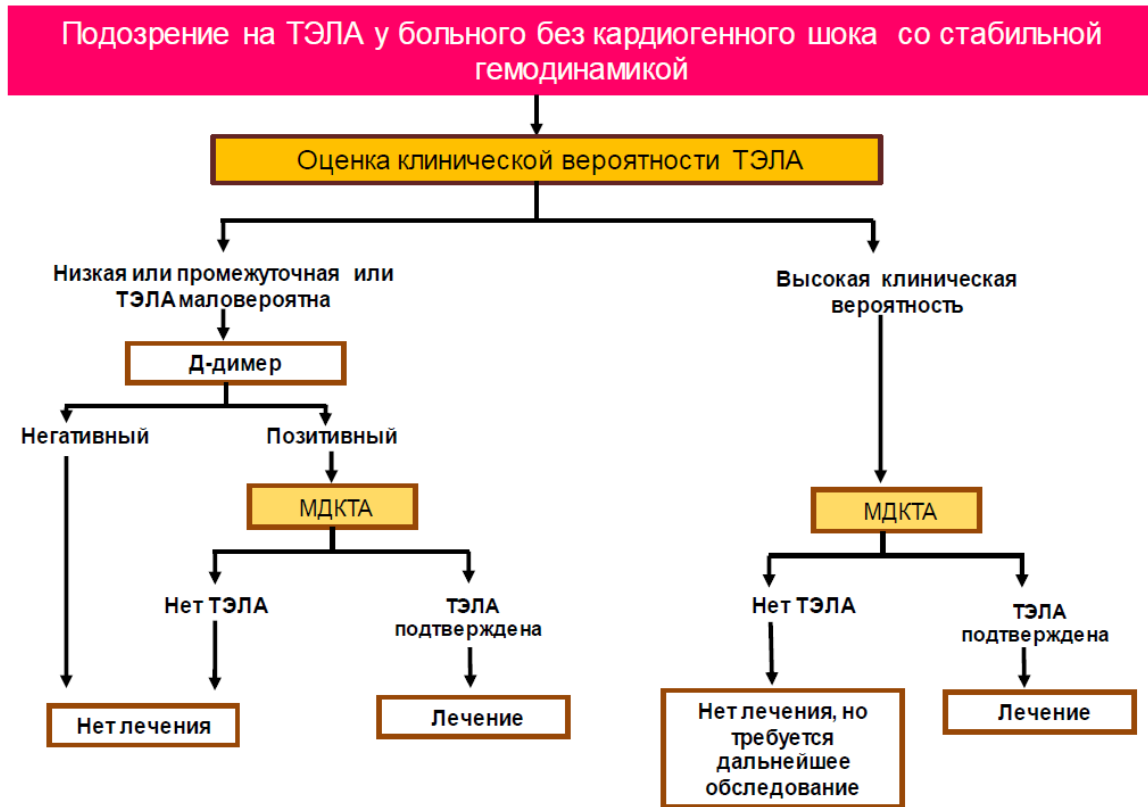 Подозрение на ТЭЛА у больного без кардиогенного шока со стабильной
гемодинамикой
Оценка клинической вероятности ТЭЛА
Низкая или промежуточная или
ТЭЛА маловероятна
Высокая клиническая
вероятность
Д-димер
Негативный
Позитивный
МДКТА
МДКТА
Нет ТЭЛА
ТЭЛА
подтверждена
Нет ТЭЛА
ТЭЛА
подтверждена
Нет лечения
Лечение
Нет лечения, но
требуется
дальнейшее
обследование
Лечение